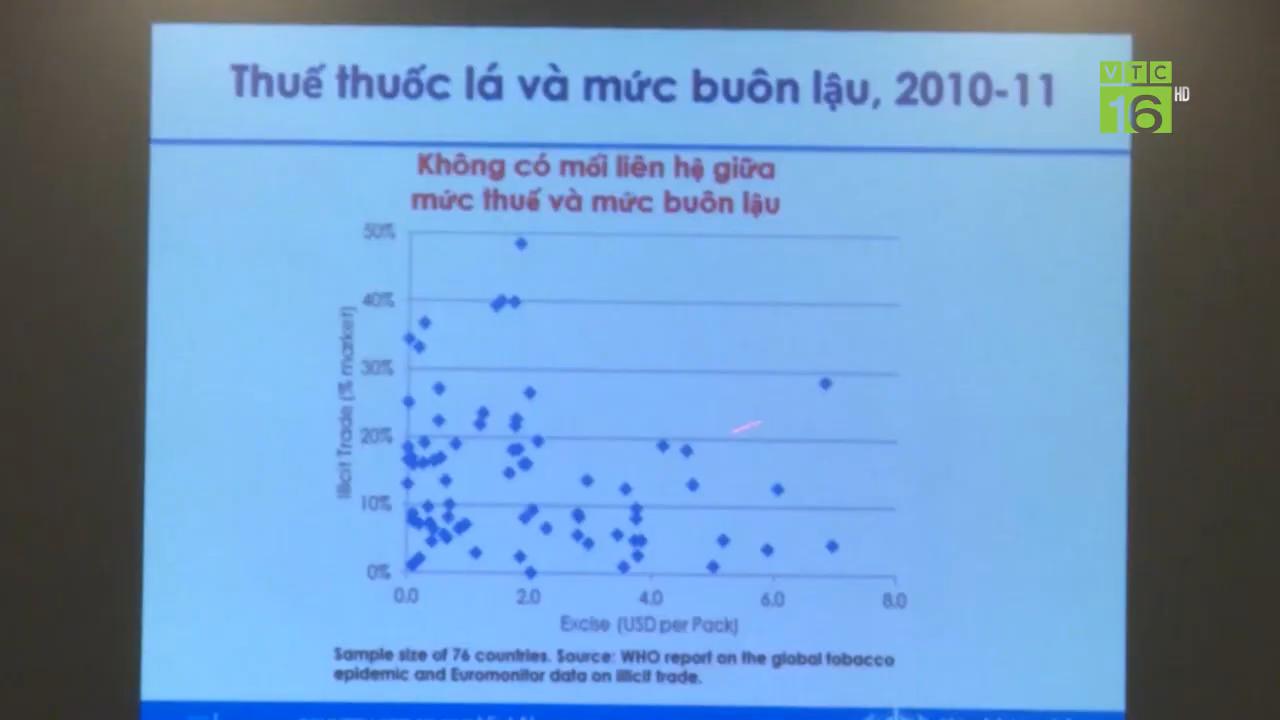 Thuế thuốc lá và mức buôn lậu, 2010-11
VTC
16 HD
Không có mối liên hệ giữa
mức thuế và mức buôn lậu
50%
40%
30%
20%
10%
0%
Illicit Trade (% market)
0.0 2.0 4.0 6.0 8.0
Excise (USD per Pack)
Sample size of 76 countries. Source: WHO report on the global tobacco
epidemic and Euromonitor data on illicit trade.